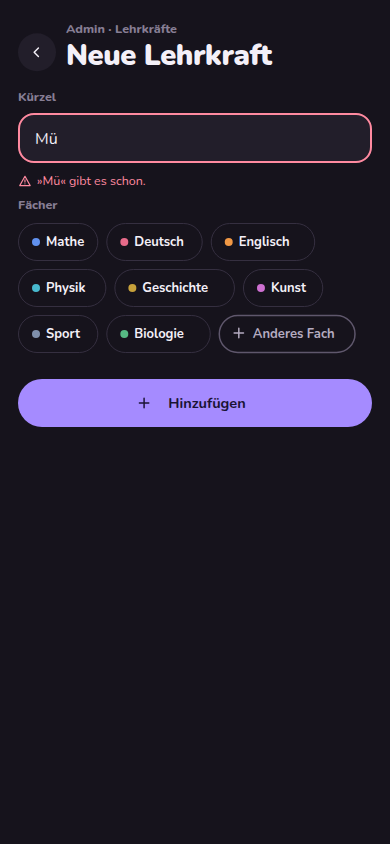 Admin · Lehrkräfte
Neue Lehrkraft
Kürzel
Mü
»Mü« gibt es schon.
Fächer
Mathe
Deutsch
Englisch
Physik
Geschichte
Kunst
Sport
Biologie
+ Anderes Fach
+ Hinzufügen